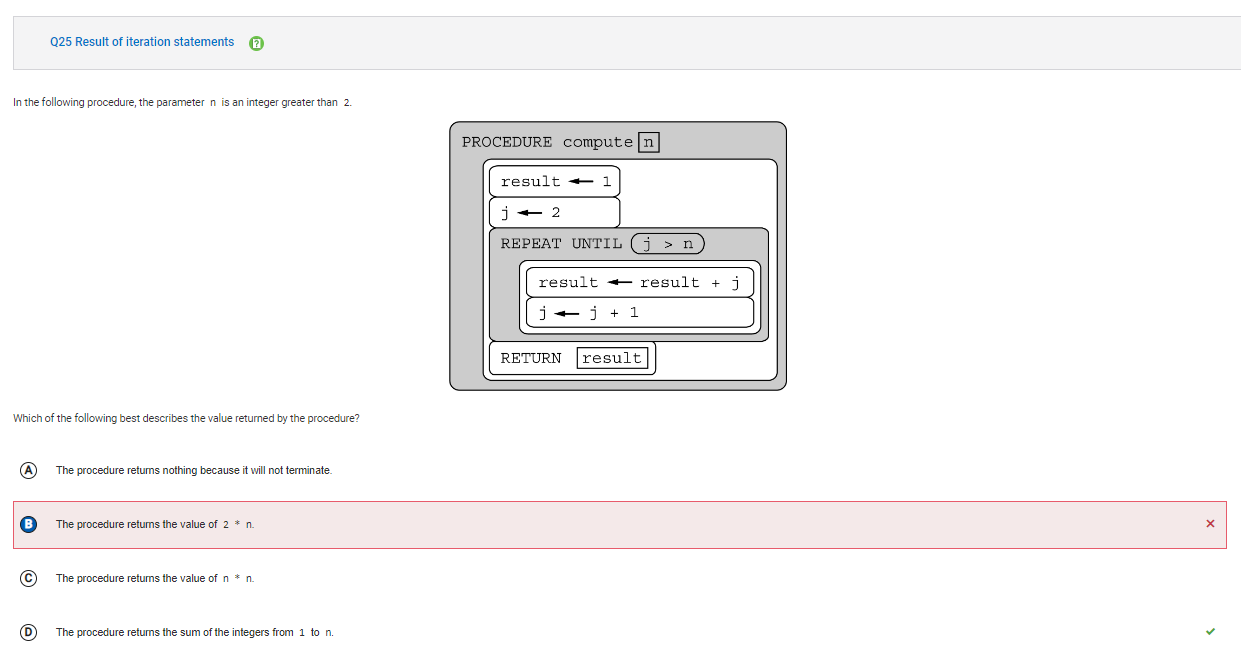 Q25 Result of iteration statements
In the following procedure, the parameter n is an integer greater than 2.
PROCEDURE compute n
result ← 1
j ← 2
REPEAT UNTIL j > n
result ← result + j
j ← j + 1
RETURN result
Which of the following best describes the value returned by the procedure?
A The procedure returns nothing because it will not terminate.
B The procedure returns the value of 2 * n.
C The procedure returns the value of n * n.
D The procedure returns the sum of the integers from 1 to n.